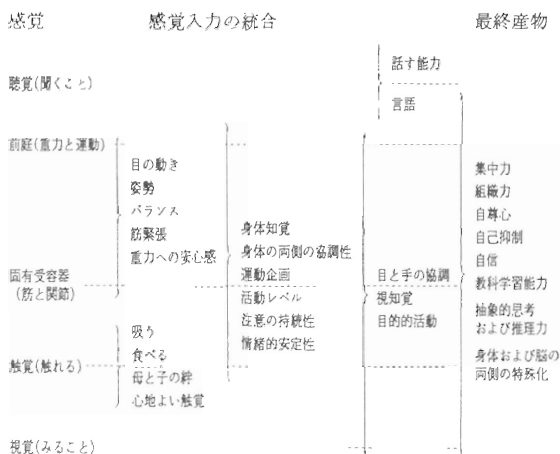 感覚
感覚入力の統合
最終産物
聴覚(聞くこと)
前庭(重力と運動)
固有受容器
(筋と関節)
触覚(触れる)
視覚(みること)
目の動き
姿勢
バランス
筋緊張
重力への安心感
吸う
食べる
母と子の絆
心地よい触覚
身体知覚
身体の両側の協調性
運動企画
活動レベル
注意の持続性
情緒的安定性
話す能力
言語
目と手の協調
視知覚
目的的活動
集中力
組織力
自尊心
自己抑制
自信
教科学習能力
抽象的思考
および推理力
身体および脳の
両側の特殊化